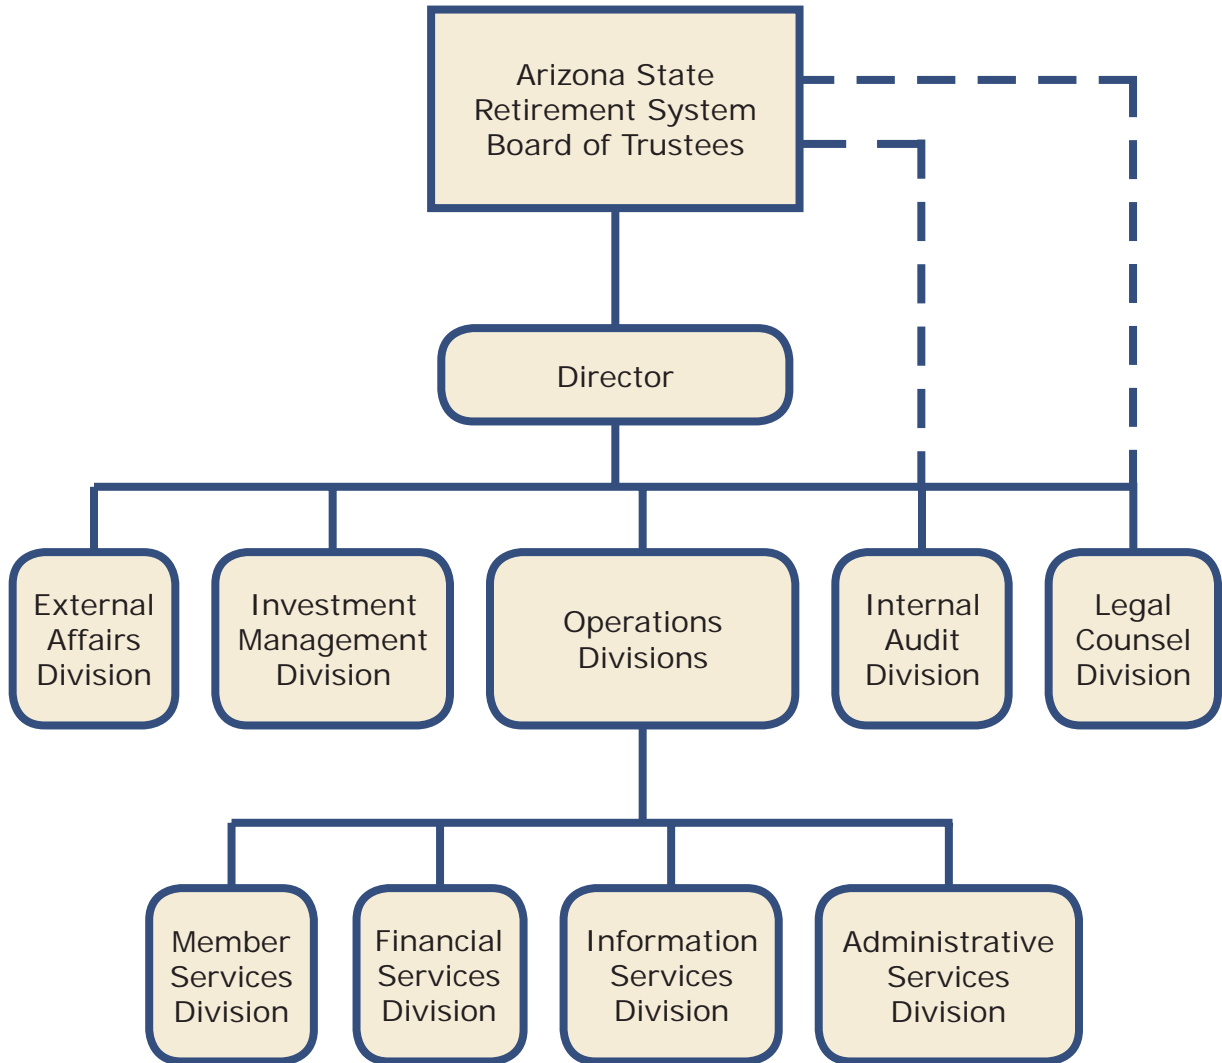 Arizona State
Retirement System
Board of Trustees
Director
External
Affairs
Division
Investment
Management
Division
Operations
Divisions
Internal
Audit
Division
Legal
Counsel
Division
Member
Services
Division
Financial
Services
Division
Information
Services
Division
Administrative
Services
Division